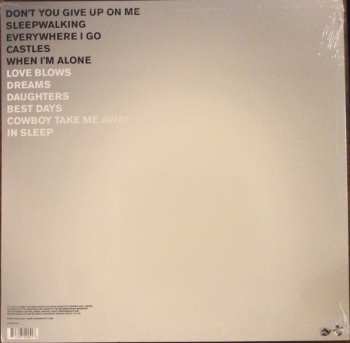 DON'T YOU GIVE UP ON ME
SLEEPWALKING
EVERYWHERE I GO
CASTLES
WHEN I'M ALONE
LOVE BLOWS
DREAMS
DAUGHTERS
BEST DAYS
COWBOY TAKE ME AWAY
IN SLEEP